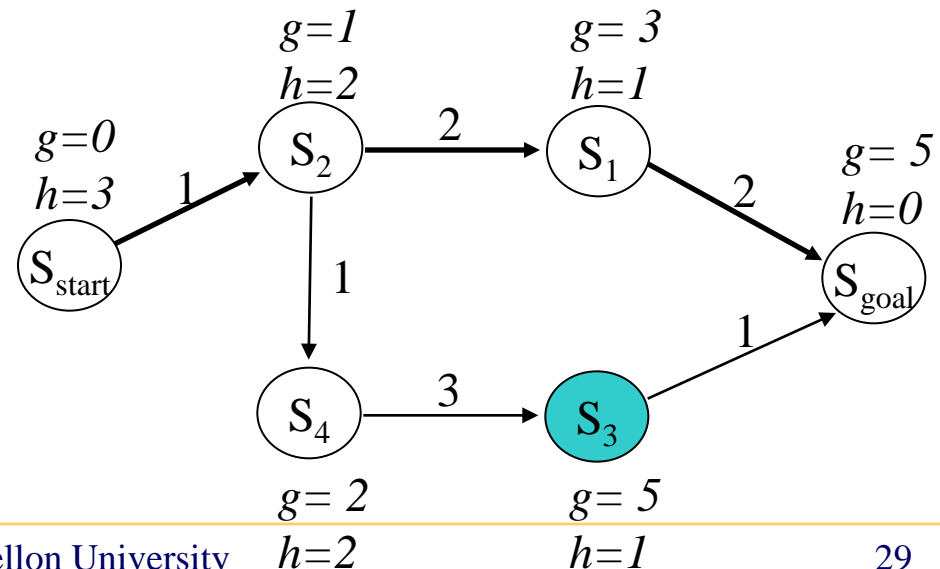 g=1
h=2
g= 3
h=1
g=0
h=3
g= 5
h=0
S2
2
S1
1
2
Sstart
1
Sgoal
1
S4
3
S3
g= 2
h=2
g= 5
h=1
ellon University
29